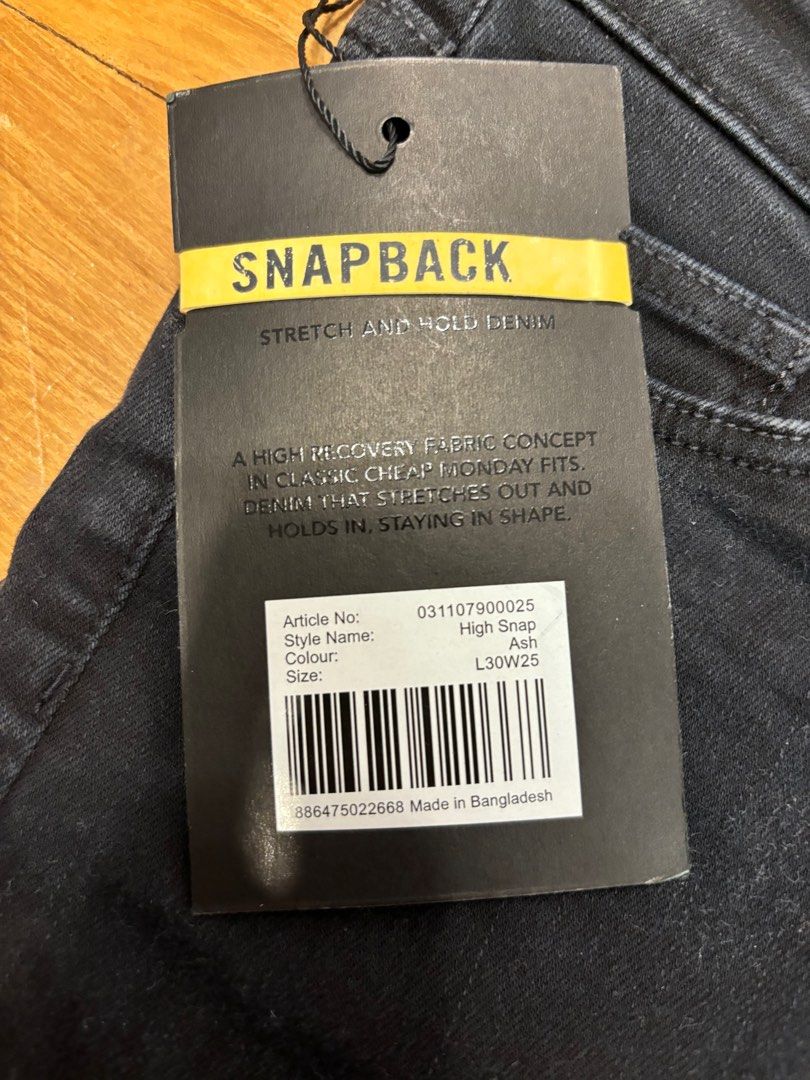 SNAPBACK
STRETCH AND HOLD DENIM
A HIGH RECOVERY FABRIC CONCEPT
IN CLASSIC CHEAP MONDAY FITS.
DENIM THAT STRETCHES OUT AND
HOLDS IN, STAYING IN SHAPE.
Article No: 031107900025
Style Name: High Snap
Colour: Ash
Size: L30W25
886475022668 Made in Bangladesh